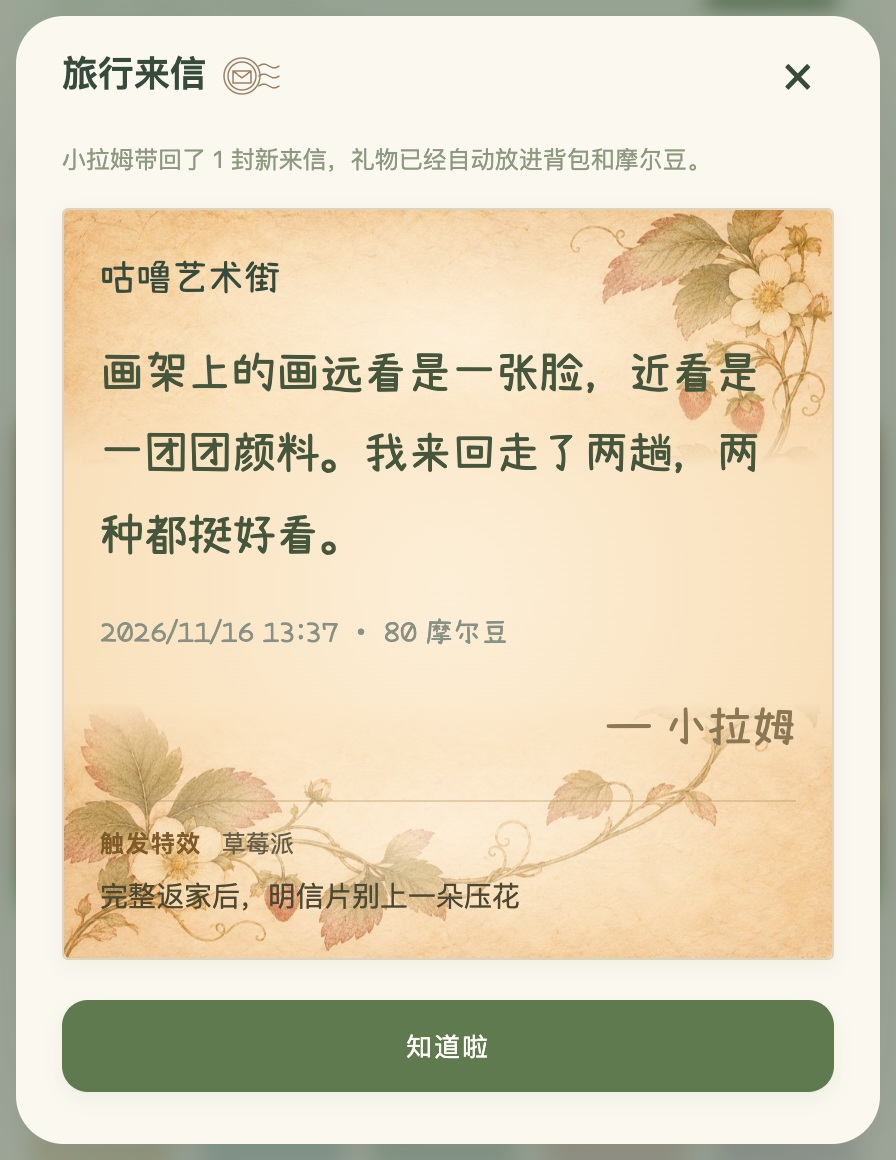 旅行来信
小拉姆带回了 1 封新来信，礼物已经自动放进背包和摩尔豆。
咕噜艺术街
画架上的画远看是一张脸，近看是
一团团颜料。我来回走了两趟，两
种都挺好看。
2026/11/16 13:37 • 80 摩尔豆
— 小拉姆
触发特效 草莓派
完整返家后，明信片别上一朵压花
知道啦